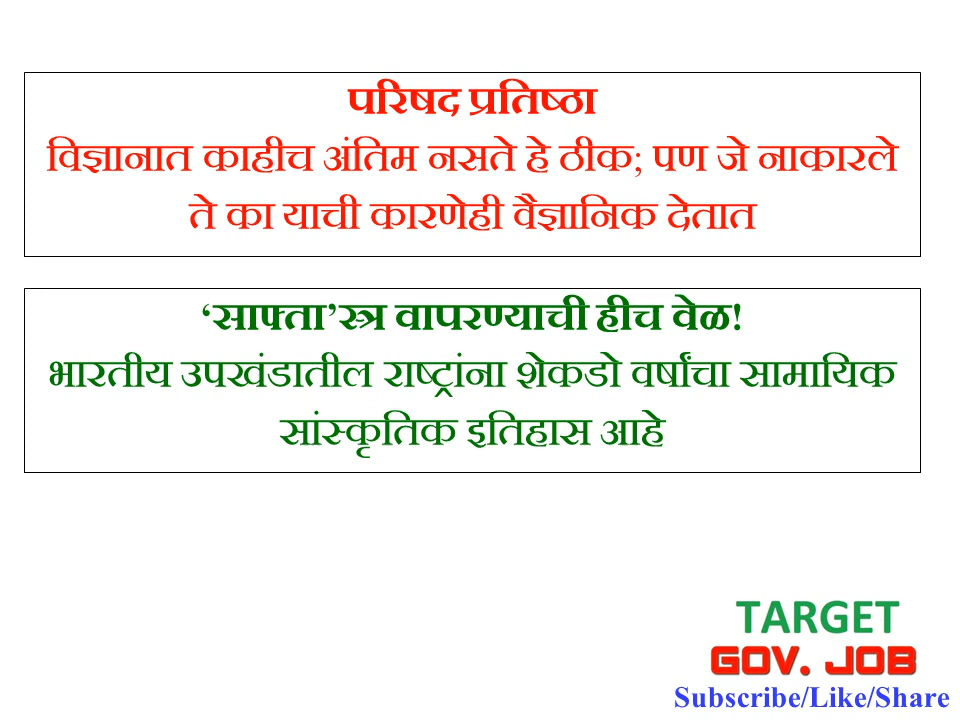 परिषद प्रतिष्ठा
विज्ञानात काहीच अंतिम नसते हे ठीक; पण जे नाकारले
ते का याची कारणेही वैज्ञानिक देतात
‘साफ्ता’स्त्र वापरण्याची हीच वेळ!
भारतीय उपखंडातील राष्ट्रांना शेकडो वर्षांचा सामायिक
सांस्कृतिक इतिहास आहे
TARGET
GOV. JOB
Subscribe/Like/Share